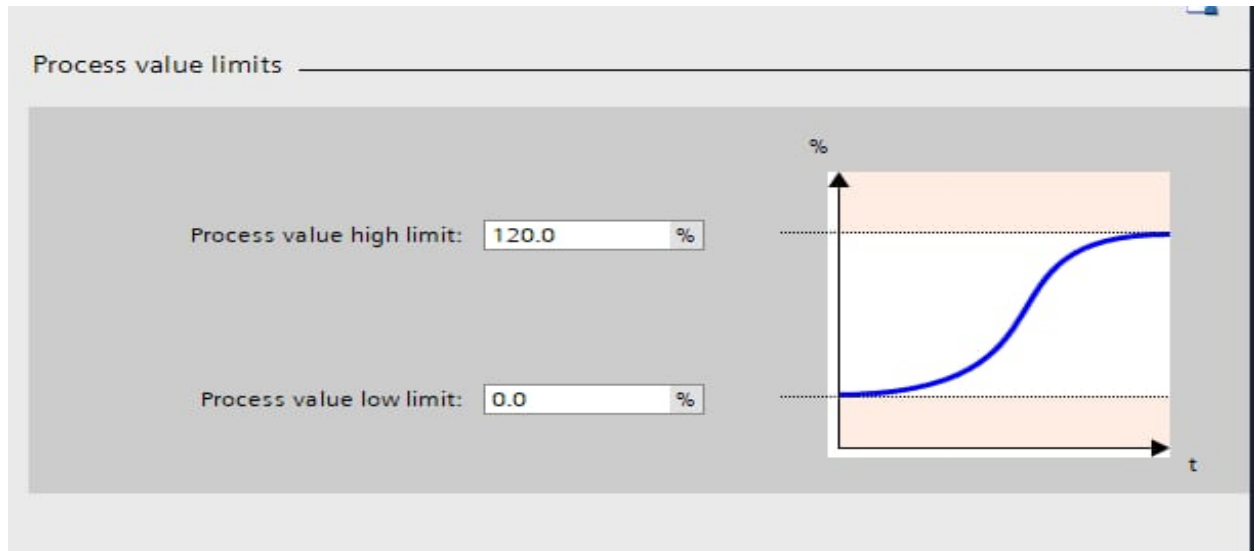 Process value limits
%
Process value high limit: 120.0 %
Process value low limit: 0.0 %
t